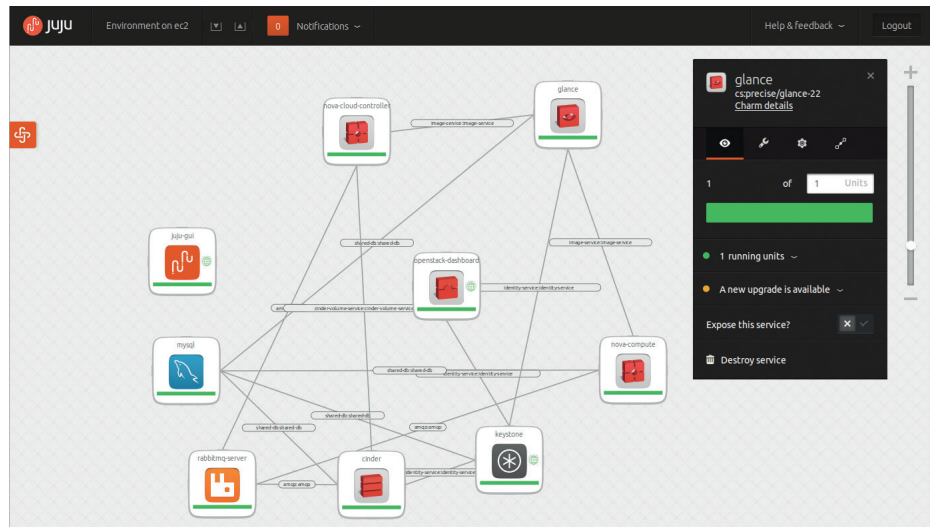 juju Environment on ec2 0 Notifications Help & feedback Logout
glance
cs:precise/glance-22
Charm details
1 of 1 Units
1 running units
A new upgrade is available
Expose this service?
Destroy service
glance
nova-cloud-controller
image-service:image-service
juju-gui
shared-db:shared-db
image-service:image-service
openstack-dashboard
identity-service:identity-service
cinder-volume-service:cinder-volume-service
mysql
nova-compute
shared-db:shared-db
identity-service:identity-service
shared-db:shared-db
shared-db:shared-db
amqp:amqp
keystone
rabbitmq-server
cinder
identity-service:identity-service
amqp:amqp